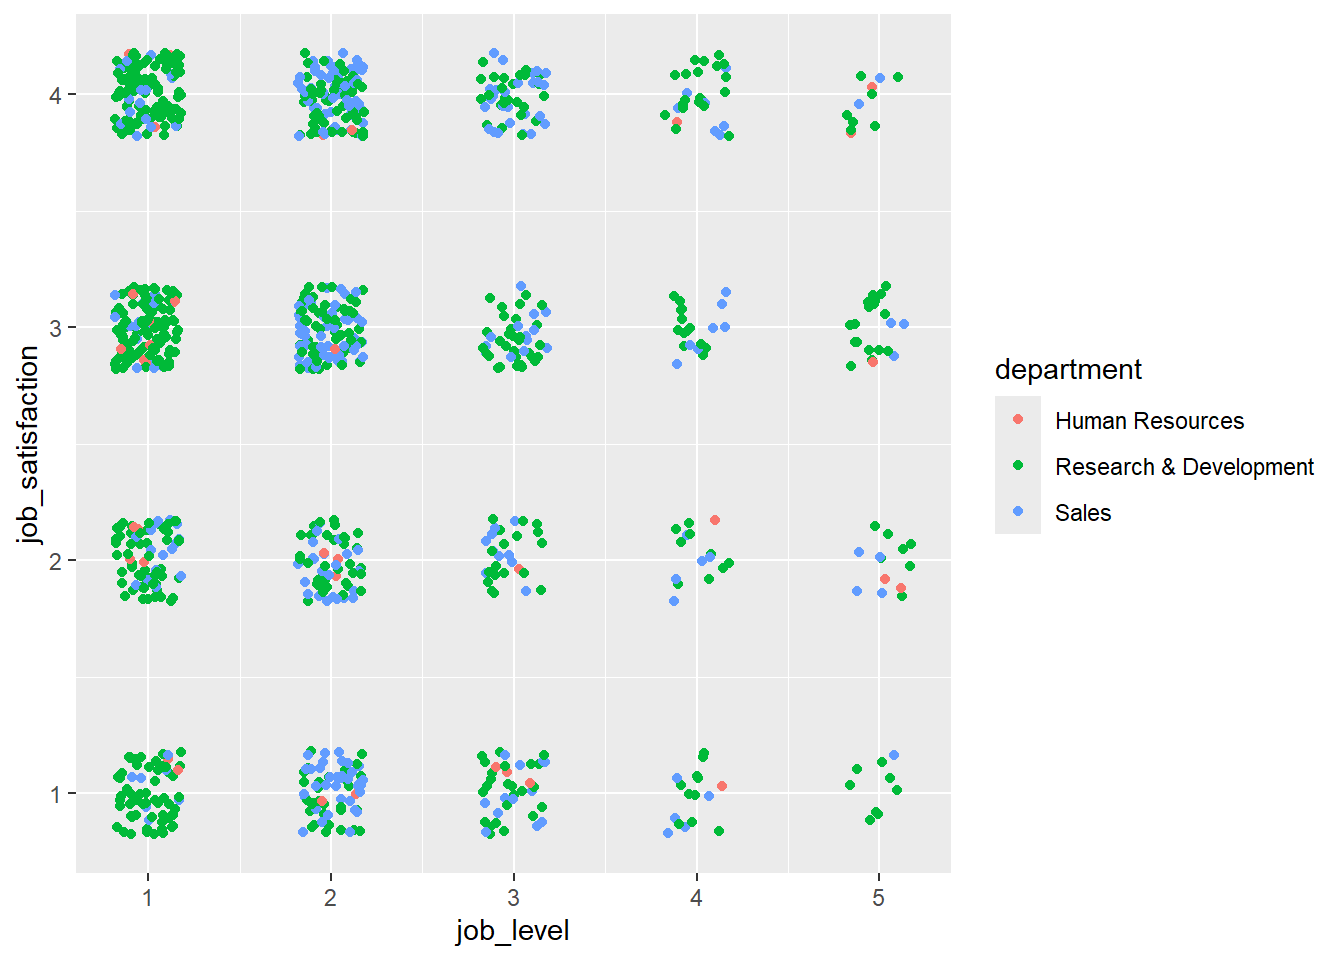 4
3
2
1
job_satisfaction
1 2 3 4 5
job_level
department
Human Resources
Research & Development
Sales